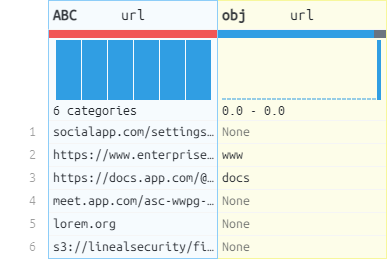 ABC url obj url
6 categories 0.0 - 0.0
1 socialapp.com/settings… None
2 https://www.enterprise… www
3 https://docs.app.com/@… docs
4 meet.app.com/asc-wwpg-… None
5 lorem.org None
6 s3://linealsecurity/fi… None